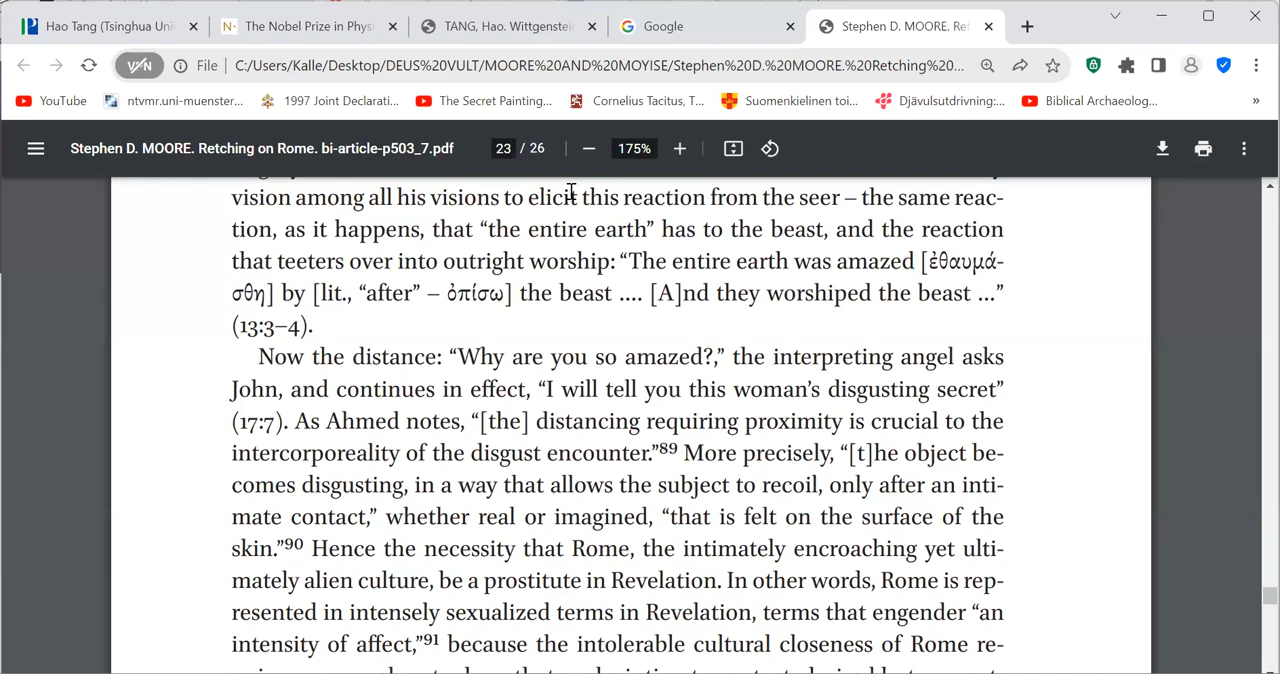 Hao Tang (Tsinghua Uni
The Nobel Prize in Physi
TANG, Hao. Wittgenstein
Google
Stephen D. MOORE. Ret
File
C:/Users/Kalle/Desktop/DEUS%20VULT/MOORE%20AND%20MOYISE/Stephen%20D.%20MOORE.%20Retching%20...
YouTube
ntvmr.uni-muenster...
1997 Joint Declarati...
The Secret Painting...
Cornelius Tacitus, T...
Suomenkielinen toi...
Djävulsutdrivning:...
Biblical Archaeolog...
»
Stephen D. MOORE. Retching on Rome. bi-article-p503_7.pdf
23 / 26
175%
vision among all his visions to elicit this reaction from the seer – the same reac-
tion, as it happens, that “the entire earth” has to the beast, and the reaction
that teeters over into outright worship: “The entire earth was amazed [ἐθαυμά-
σθη] by [lit., “after” – ὀπίσω] the beast .... [A]nd they worshiped the beast ...”
(13:3–4).
Now the distance: “Why are you so amazed?,” the interpreting angel asks
John, and continues in effect, “I will tell you this woman’s disgusting secret”
(17:7). As Ahmed notes, “[the] distancing requiring proximity is crucial to the
intercorporeality of the disgust encounter.”89 More precisely, “[t]he object be-
comes disgusting, in a way that allows the subject to recoil, only after an inti-
mate contact,” whether real or imagined, “that is felt on the surface of the
skin.”90 Hence the necessity that Rome, the intimately encroaching yet ulti-
mately alien culture, be a prostitute in Revelation. In other words, Rome is rep-
resented in intensely sexualized terms in Revelation, terms that engender “an
intensity of affect,”91 because the intolerable cultural closeness of Rome re-